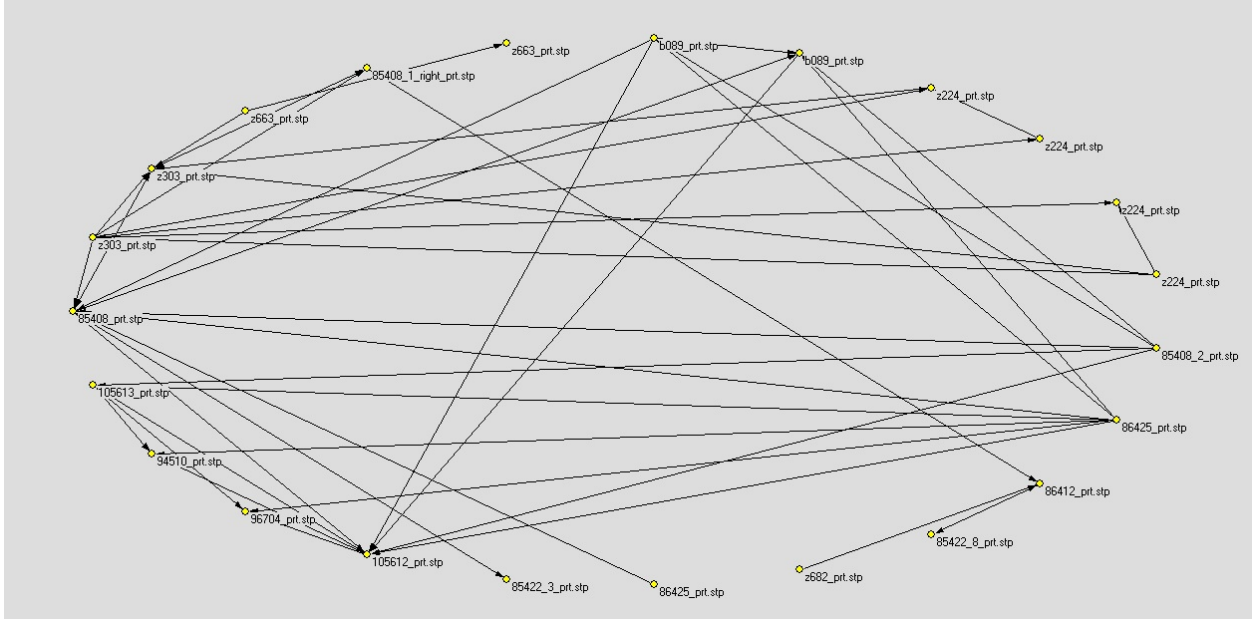 b089_prt.stp
z663_prt.stp
b089_prt.stp
85408_1_right_prt.stp
z224_prt.stp
z663_prt.stp
z224_prt.stp
z303_prt.stp
z224_prt.stp
z303_prt.stp
z224_prt.stp
85408_prt.stp
85408_2_prt.stp
105613_prt.stp
86425_prt.stp
94510_prt.stp
86412_prt.stp
96704_prt.stp
85422_8_prt.stp
105612_prt.stp
z682_prt.stp
85422_3_prt.stp
86425_prt.stp